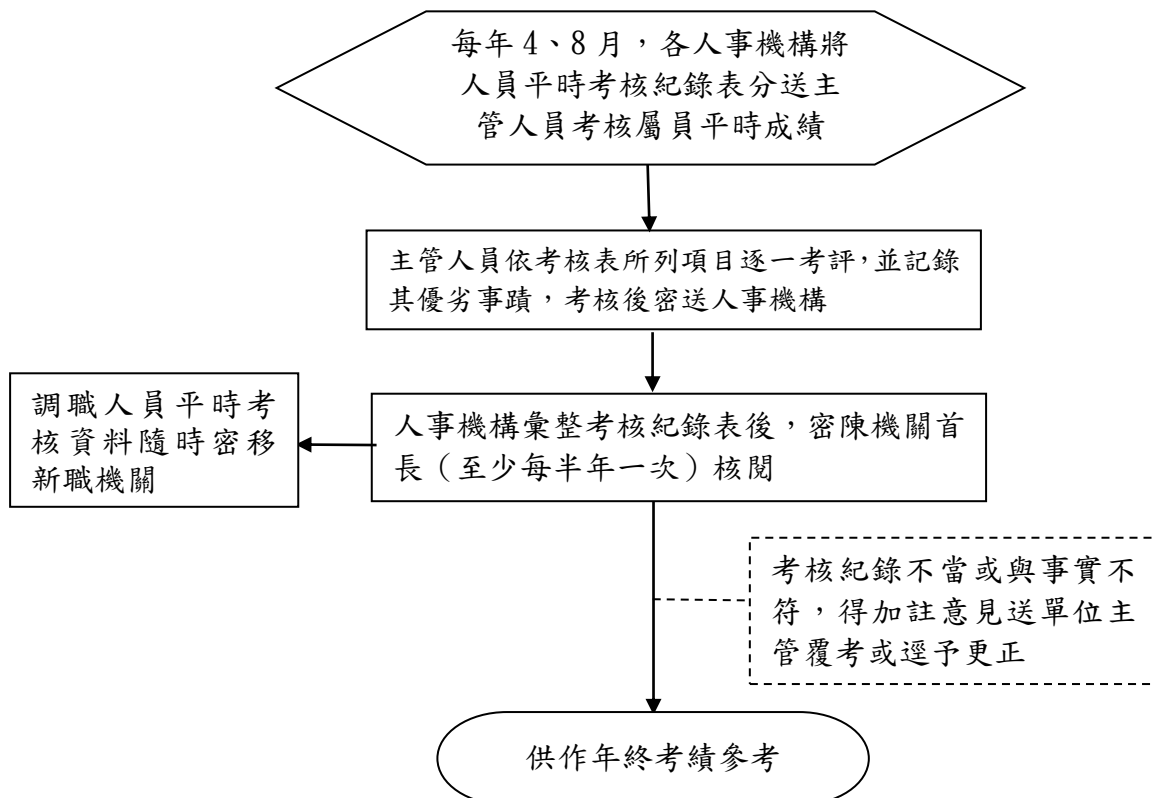 每年 4、8 月，各人事機構將
人員平時考核紀錄表分送主
管人員考核屬員平時成績
主管人員依考核表所列項目逐一考評，並記錄
其優劣事蹟，考核後密送人事機構
調職人員平時考
核資料隨時密移
新職機關
人事機構彙整考核紀錄表後，密陳機關首
長（至少每半年一次）核閱
考核紀錄不當或與事實不
符，得加註意見送單位主
管覆考或逕予更正
供作年終考績參考